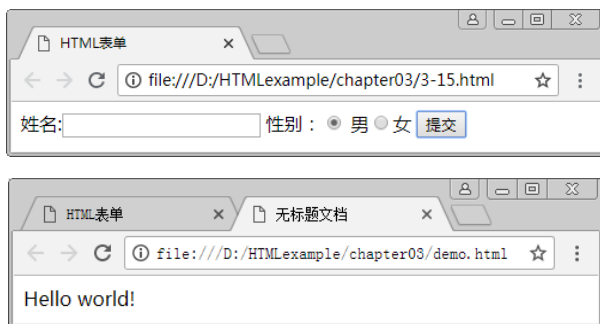 HTML表单
file:///D:/HTMLexample/chapter03/3-15.html
姓名: 性别： 男 女 提交
HTML表单 无标题文档
file:///D:/HTMLexample/chapter03/demo.html
Hello world!